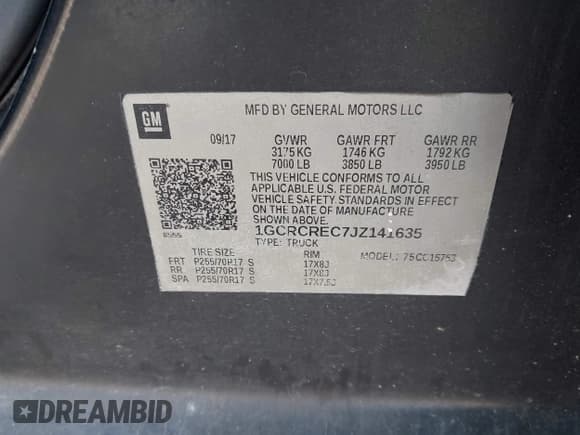 GM
MFD BY GENERAL MOTORS LLC
09/17 GVWR GAWR FRT GAWR RR
3175 KG 1746 KG 1792 KG
7000 LB 3850 LB 3950 LB
THIS VEHICLE CONFORMS TO ALL
APPLICABLE U.S. FEDERAL MOTOR
VEHICLE SAFETY STANDARDS IN EFFECT
ON THE DATE OF MANUFACTURE
SHOWN ABOVE.
1GCRCREC7JZ141635
TYPE: TRUCK
TIRE SIZE RIM MODEL:
FRT P255/70R17 S 17X8J
RR P255/70R17 S 17X8J
SPA P255/70R17 S 17X7.5J
DREAMBID